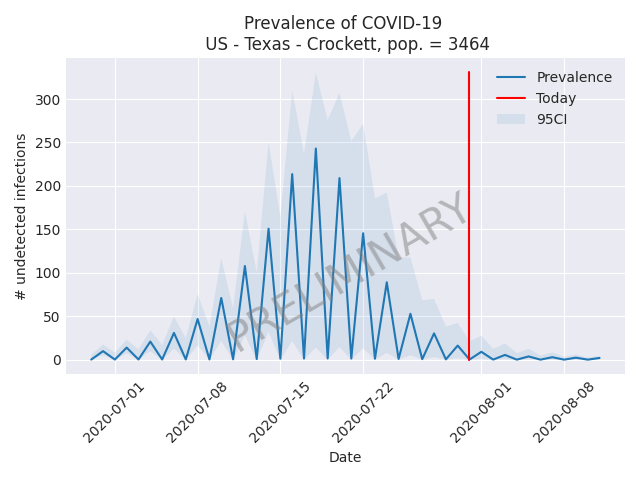 Prevalence of COVID-19
US - Texas - Crockett, pop. = 3464
Prevalence
Today
95CI
PRELIMINARY
# undetected infections
300
250
200
150
100
50
0
2020-07-01
2020-07-08
2020-07-15
2020-07-22
2020-08-01
2020-08-08
Date